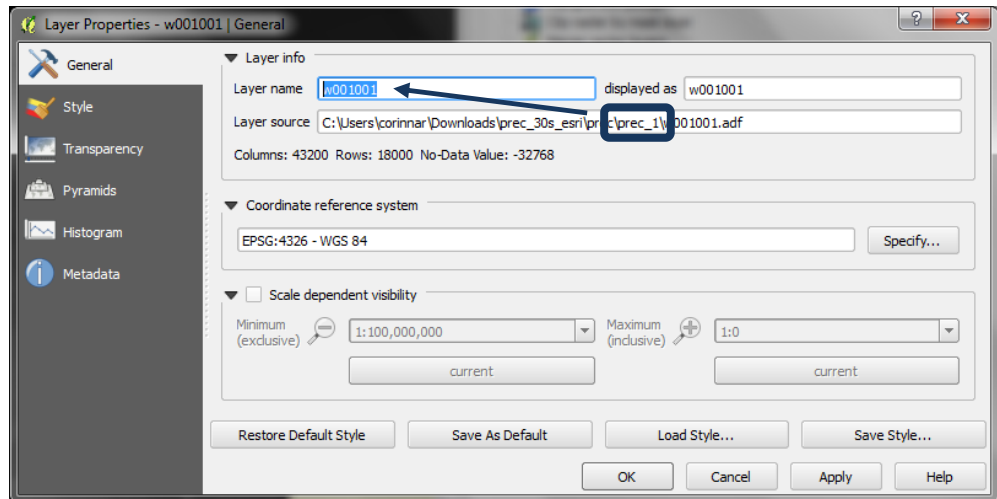 Layer Properties - w001001 | General
General
Style
Transparency
Pyramids
Histogram
Metadata
Layer info
Layer name w001001 displayed as w001001
Layer source C:\Users\corinnar\Downloads\prec_30s_esri\prec\prec_1\w001001.adf
Columns: 43200 Rows: 18000 No-Data Value: -32768
Coordinate reference system
EPSG:4326 - WGS 84 Specify...
Scale dependent visibility
Minimum (exclusive) 1:100,000,000 Maximum (inclusive) 1:0
current current
Restore Default Style Save As Default Load Style... Save Style...
OK Cancel Apply Help